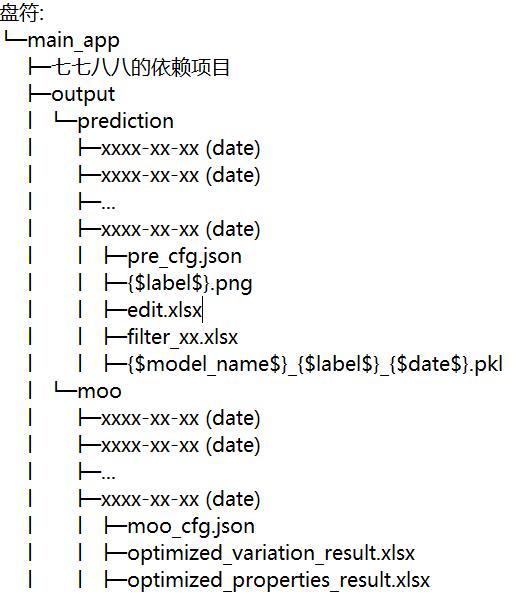 盘符:
└─main_app
├─七七八八的依赖项目
├─output
│ └─prediction
│ ├─xxxx-xx-xx (date)
│ ├─xxxx-xx-xx (date)
│ ├─...
│ ├─xxxx-xx-xx (date)
│ │ ├─pre_cfg.json
│ │ ├─{$label$}.png
│ │ ├─edit.xlsx
│ │ ├─filter_xx.xlsx
│ │ ├─{$model_name$}_{$label$}_{$date$}.pkl
│ └─moo
│ ├─xxxx-xx-xx (date)
│ ├─xxxx-xx-xx (date)
│ ├─...
│ ├─xxxx-xx-xx (date)
│ │ ├─moo_cfg.json
│ │ ├─optimized_variation_result.xlsx
│ │ ├─optimized_properties_result.xlsx